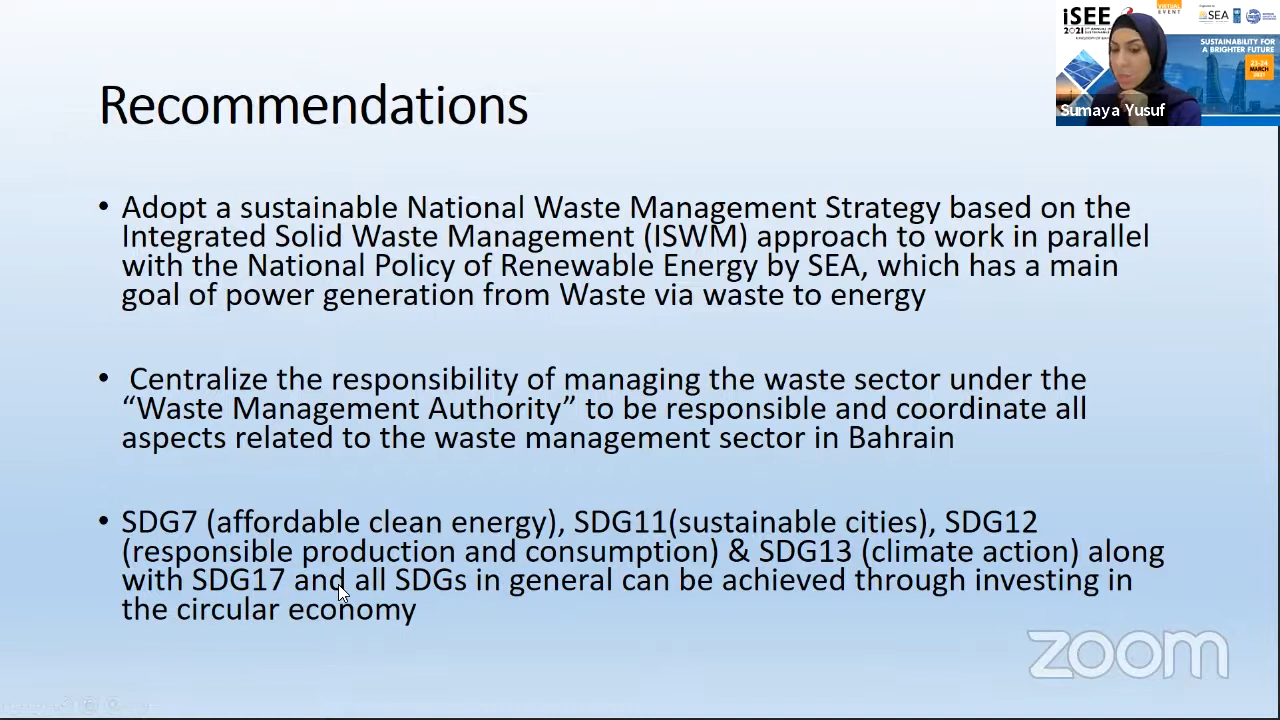 iSEE
2021
VIRTUAL
EVENT
SEA
SUSTAINABILITY FOR
A BRIGHTER FUTURE
MARCH
2021
Sumaya Yusuf
Recommendations
• Adopt a sustainable National Waste Management Strategy based on the
Integrated Solid Waste Management (ISWM) approach to work in parallel
with the National Policy of Renewable Energy by SEA, which has a main
goal of power generation from Waste via waste to energy
• Centralize the responsibility of managing the waste sector under the
“Waste Management Authority” to be responsible and coordinate all
aspects related to the waste management sector in Bahrain
• SDG7 (affordable clean energy), SDG11(sustainable cities), SDG12
(responsible production and consumption) & SDG13 (climate action) along
with SDG17 and all SDGs in general can be achieved through investing in
the circular economy
zoom